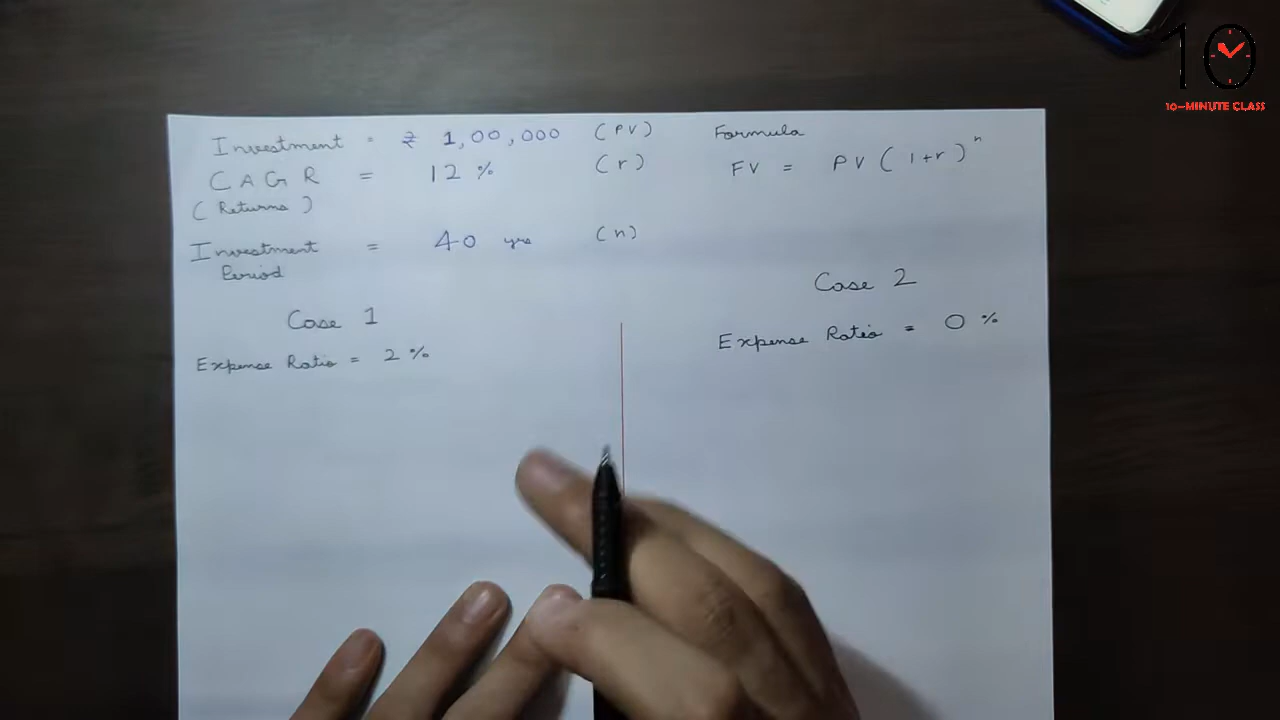 10
10-MINUTE CLASS
Investment = ₹ 1,00,000 (PV)
CAGR = 12 % (r)
(Returns)
Investment = 40 yrs (n)
Period
Formula
FV = PV (1+r)^n
Case 1
Expense Ratio = 2 %
Case 2
Expense Ratio = 0 %